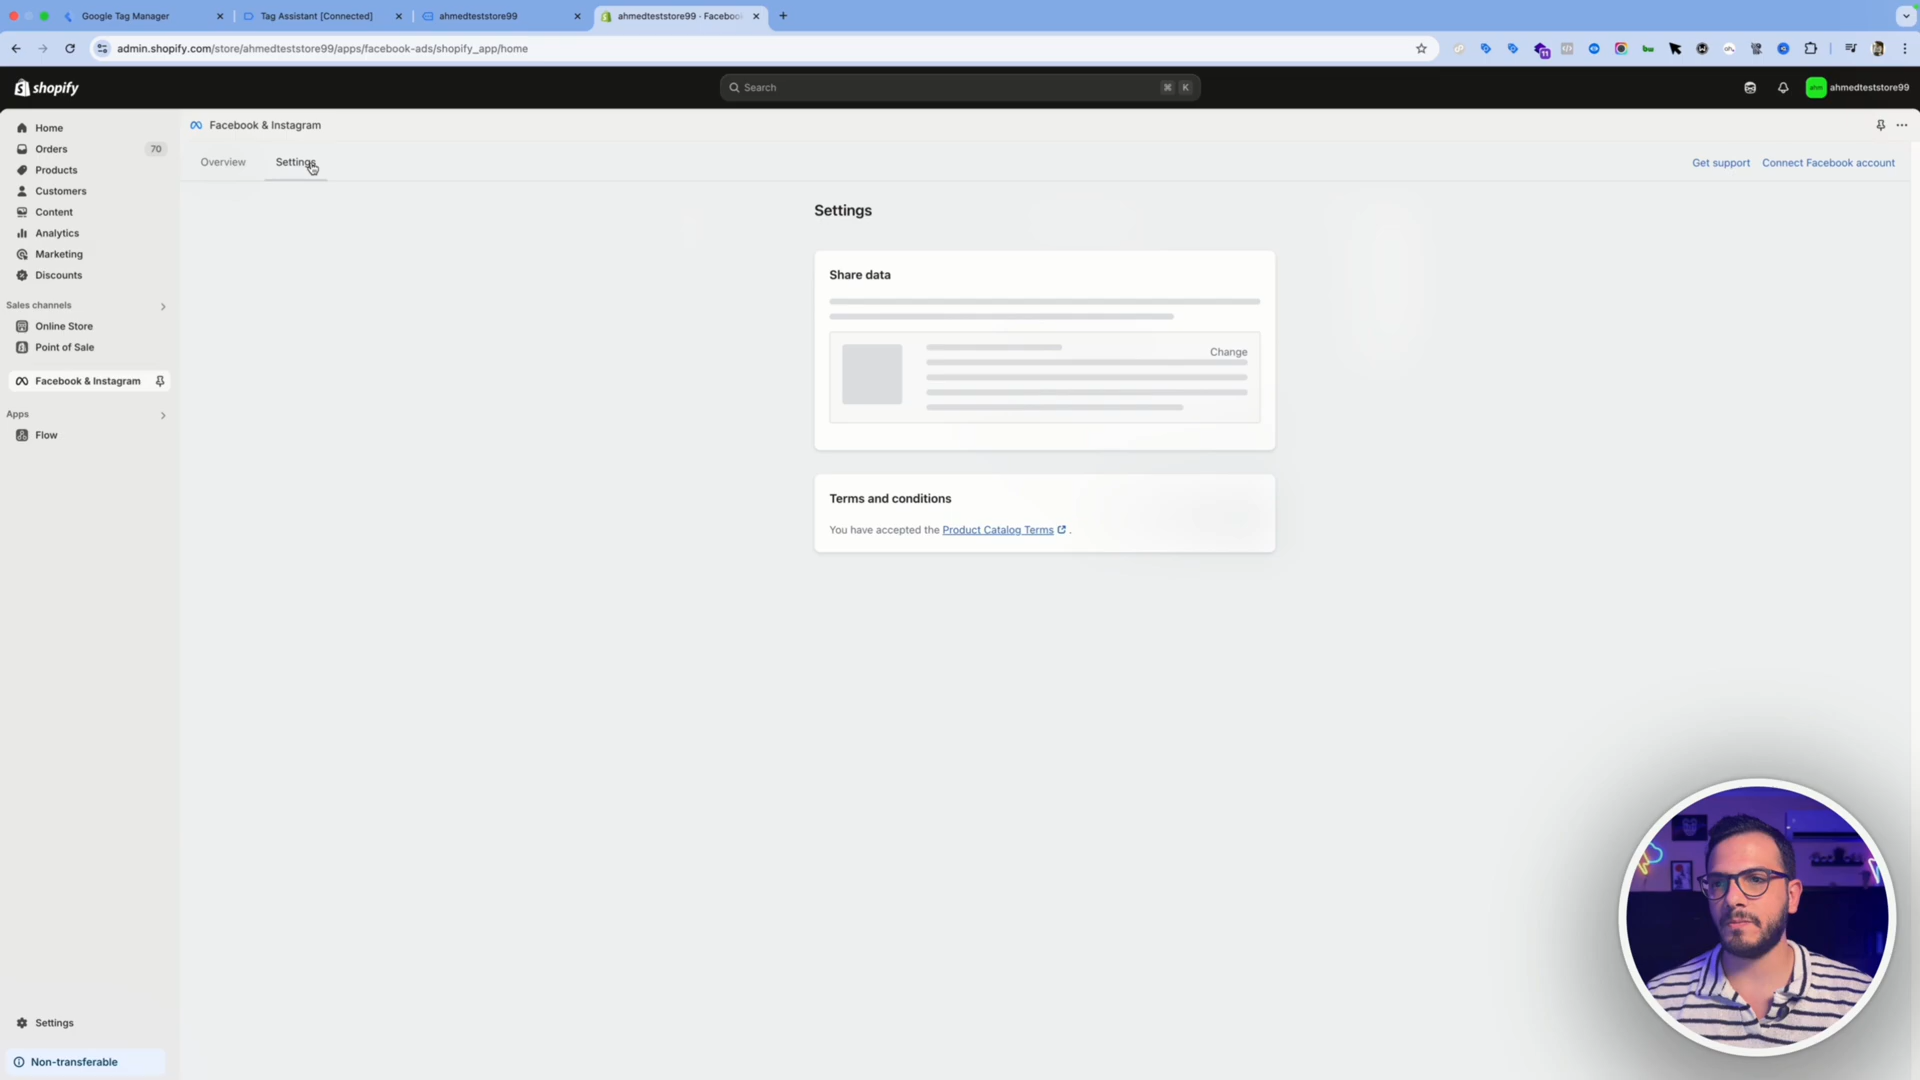 Google Tag Manager
Tag Assistant [Connected]
ahmedteststore99
ahmedteststore99 · Facebook
admin.shopify.com/store/ahmedteststore99/apps/facebook-ads/shopify_app/home
11
shopify
Search
⌘ K
ahm
ahmedteststore99
Home
Orders 70
Products
Customers
Content
Analytics
Marketing
Discounts
Sales channels
Online Store
Point of Sale
Facebook & Instagram
Apps
Flow
Settings
Non-transferable
Facebook & Instagram
Overview
Settings
Get support
Connect Facebook account
Settings
Share data
Change
Terms and conditions
You have accepted the Product Catalog Terms .